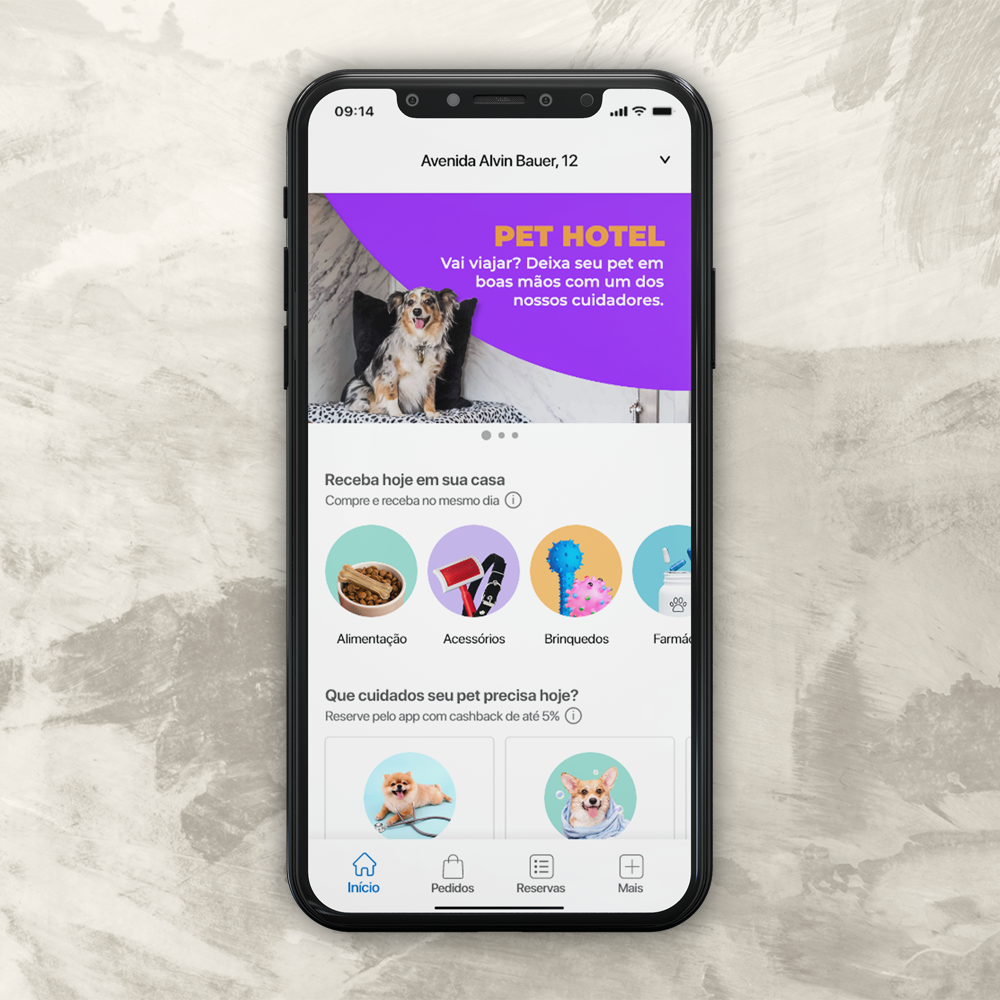 09:14
Avenida Alvin Bauer, 12
PET HOTEL
Vai viajar? Deixa seu pet em
boas mãos com um dos
nossos cuidadores.
Receba hoje em sua casa
Compre e receba no mesmo dia
Alimentação
Acessórios
Brinquedos
Farmác
Que cuidados seu pet precisa hoje?
Reserve pelo app com cashback de até 5%
Início
Pedidos
Reservas
Mais